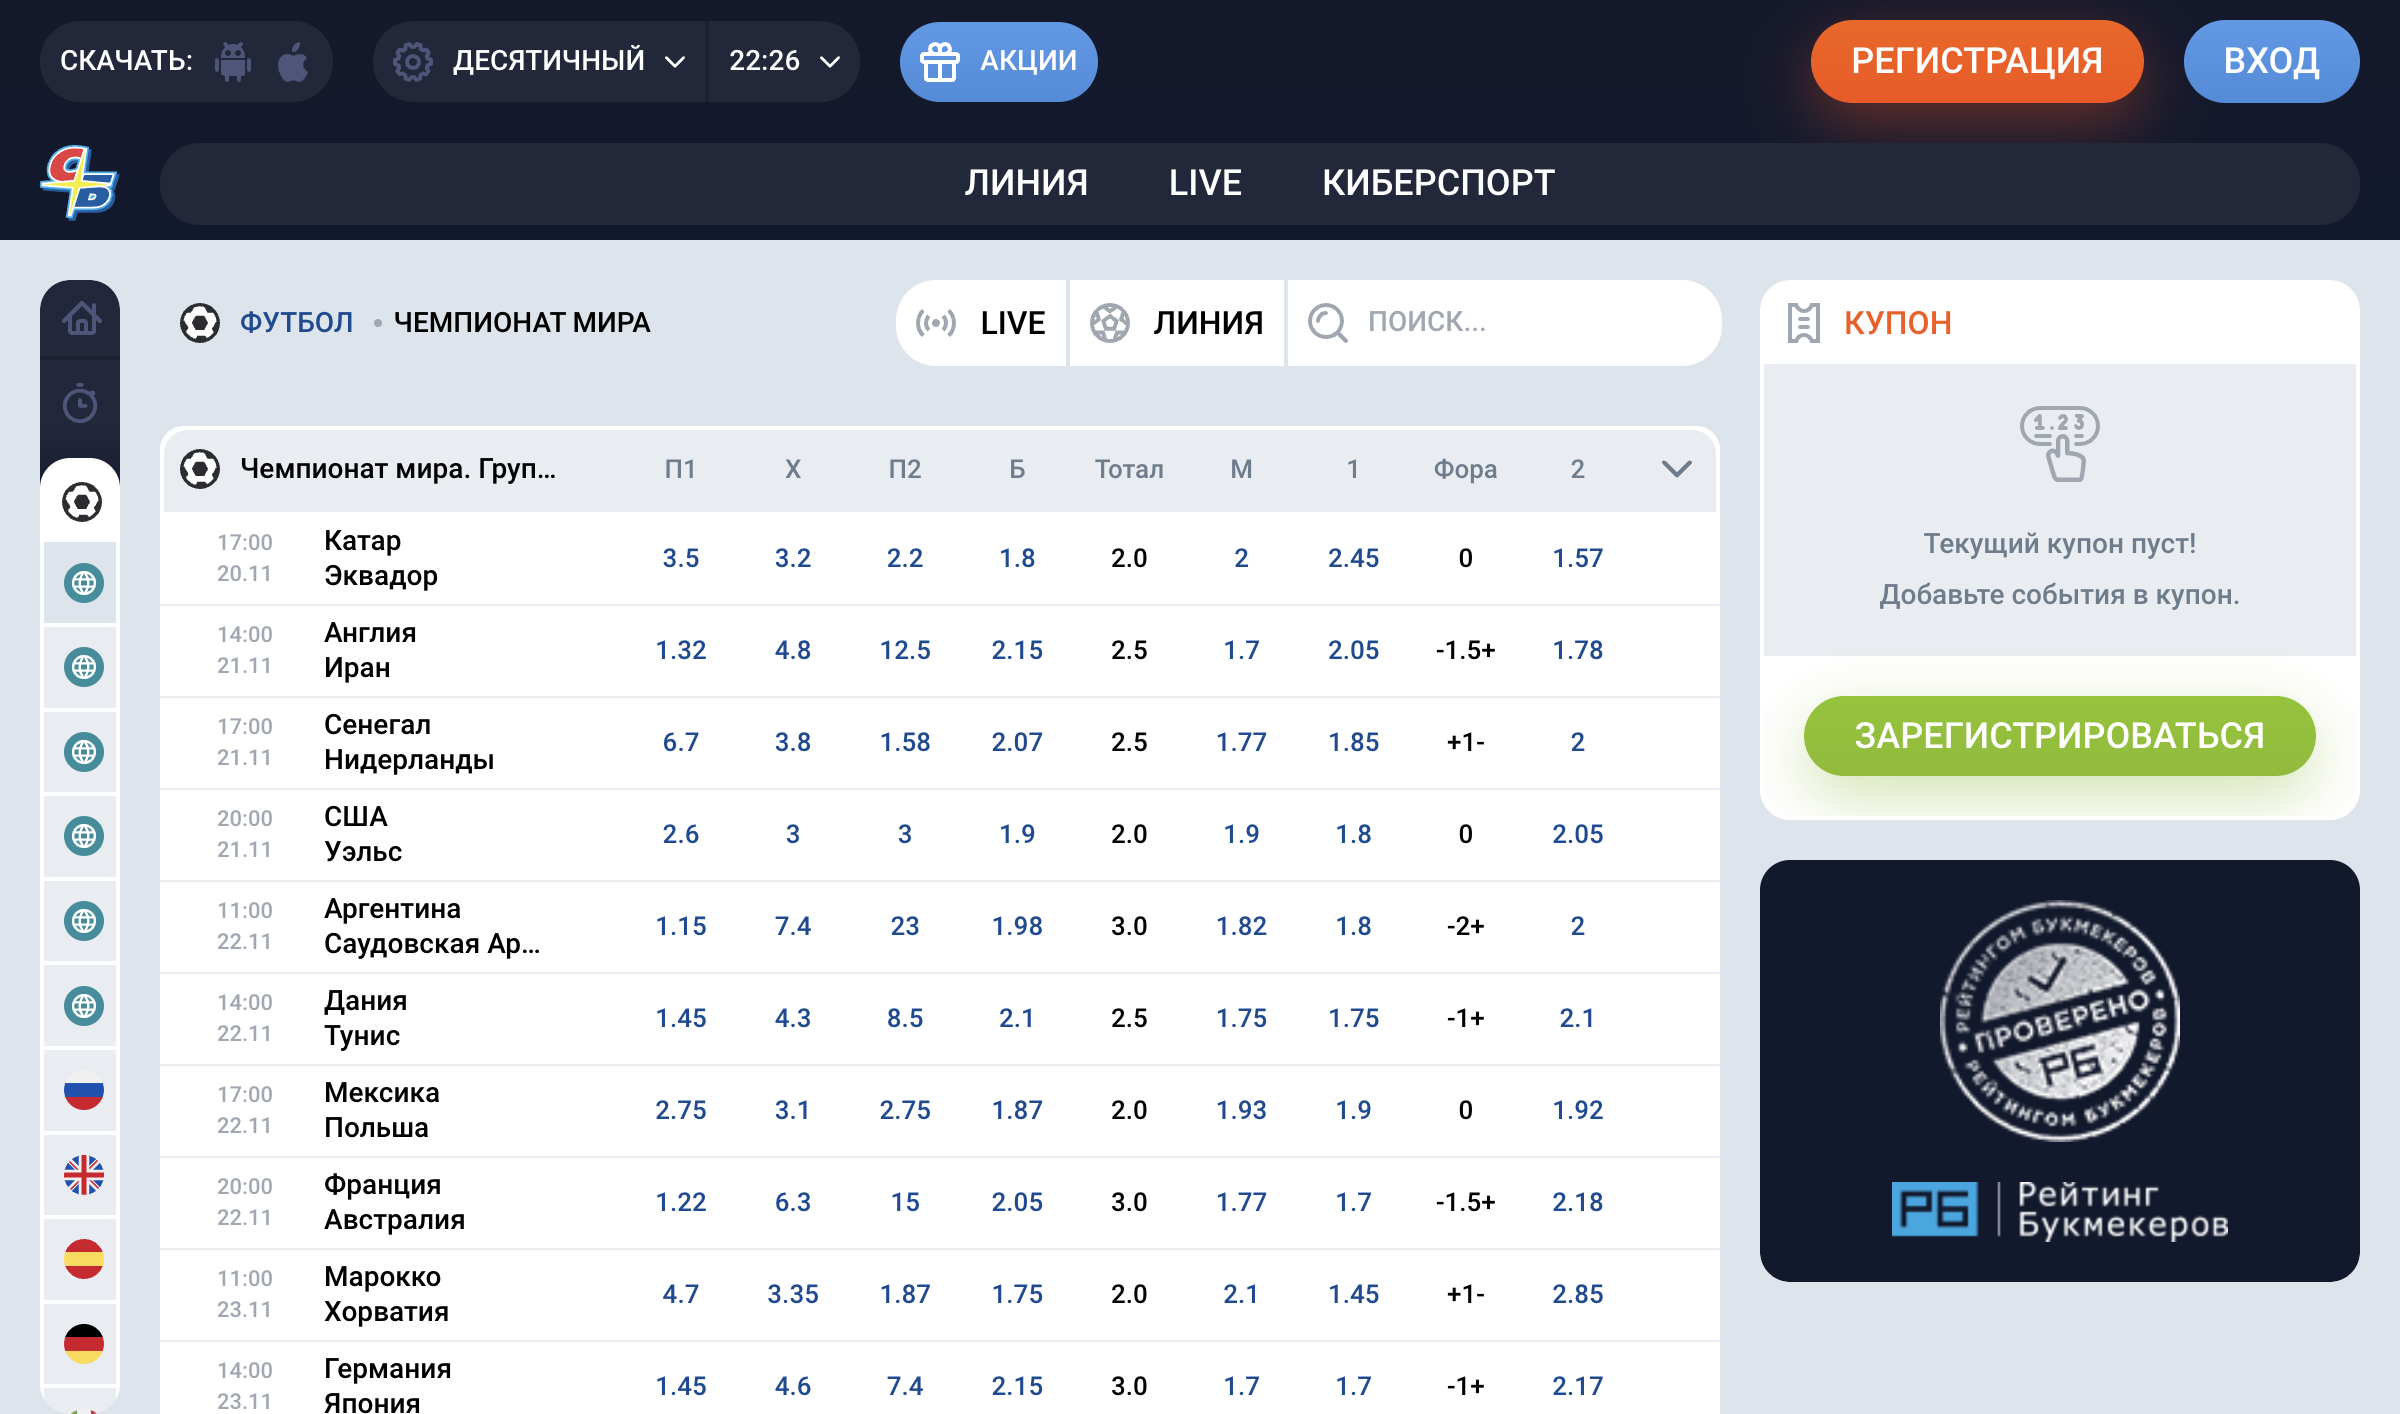 СКАЧАТЬ: ДЕСЯТИЧНЫЙ 22:26 АКЦИИ РЕГИСТРАЦИЯ ВХОД
СБ ЛИНИЯ LIVE КИБЕРСПОРТ
ФУТБОЛ • ЧЕМПИОНАТ МИРА LIVE ЛИНИЯ ПОИСК...
Чемпионат мира. Груп... П1 X П2 Б Тотал М 1 Фора 2
17:00 Катар
20.11 Эквадор
3.5 3.2 2.2 1.8 2.0 2 2.45 0 1.57
14:00 Англия
21.11 Иран
1.32 4.8 12.5 2.15 2.5 1.7 2.05 -1.5+ 1.78
17:00 Сенегал
21.11 Нидерланды
6.7 3.8 1.58 2.07 2.5 1.77 1.85 +1- 2
20:00 США
21.11 Уэльс
2.6 3 3 1.9 2.0 1.9 1.8 0 2.05
11:00 Аргентина
22.11 Саудовская Ар...
1.15 7.4 23 1.98 3.0 1.82 1.8 -2+ 2
14:00 Дания
22.11 Тунис
1.45 4.3 8.5 2.1 2.5 1.75 1.75 -1+ 2.1
17:00 Мексика
22.11 Польша
2.75 3.1 2.75 1.87 2.0 1.93 1.9 0 1.92
20:00 Франция
22.11 Австралия
1.22 6.3 15 2.05 3.0 1.77 1.7 -1.5+ 2.18
11:00 Марокко
23.11 Хорватия
4.7 3.35 1.87 1.75 2.0 2.1 1.45 +1- 2.85
14:00 Германия
23.11 Япония
1.45 4.6 7.4 2.15 3.0 1.7 1.7 -1+ 2.17
КУПОН
1.23
Текущий купон пуст!
Добавьте события в купон.
ЗАРЕГИСТРИРОВАТЬСЯ
РЕЙТИНГОМ БУКМЕКЕРОВ
ПРОВЕРЕНО
РБ
РЕЙТИНГОМ БУКМЕКЕРОВ
РБ Рейтинг
Букмекеров